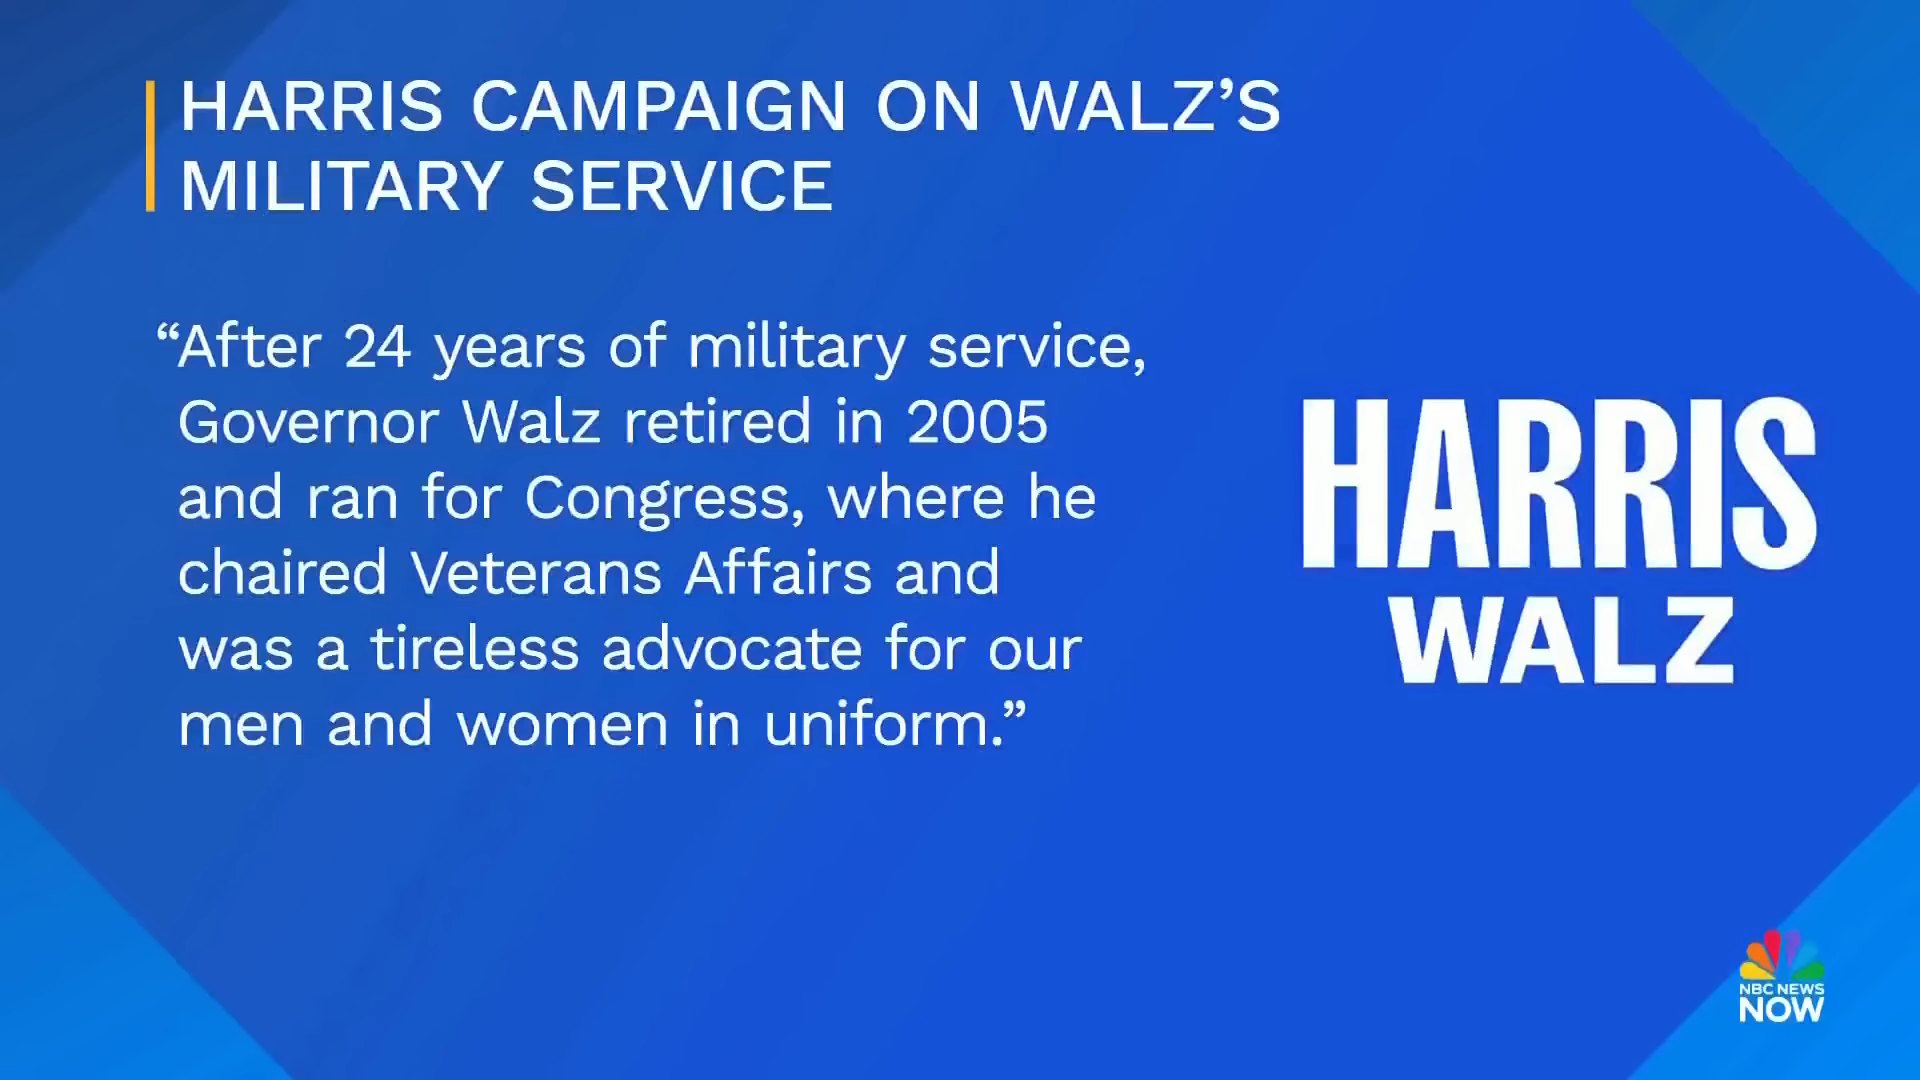 HARRIS CAMPAIGN ON WALZ’S
MILITARY SERVICE
“After 24 years of military service,
Governor Walz retired in 2005
and ran for Congress, where he
chaired Veterans Affairs and
was a tireless advocate for our
men and women in uniform.”
HARRIS
WALZ
NBC NEWS
NOW